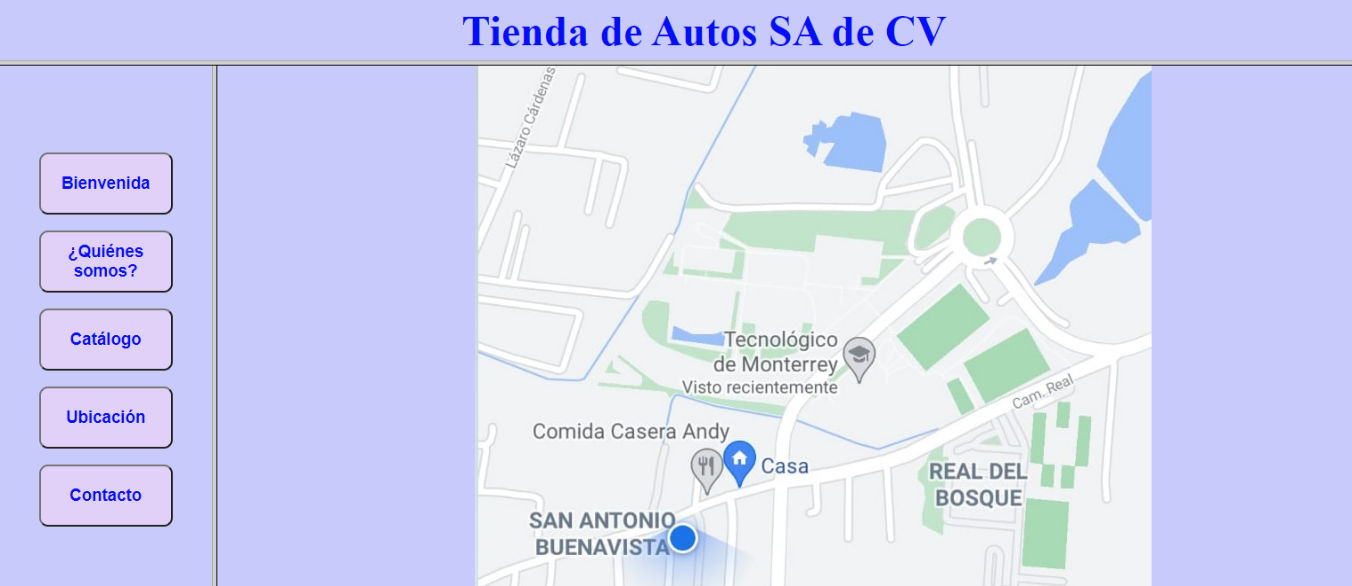 Tienda de Autos SA de CV
Bienvenida
¿Quiénes
somos?
Catálogo
Ubicación
Contacto
Lázaro Cárdenas
Tecnológico
de Monterrey
Visto recientemente
Cam. Real
Comida Casera Andy
Casa
REAL DEL
BOSQUE
SAN ANTONIO
BUENAVISTA